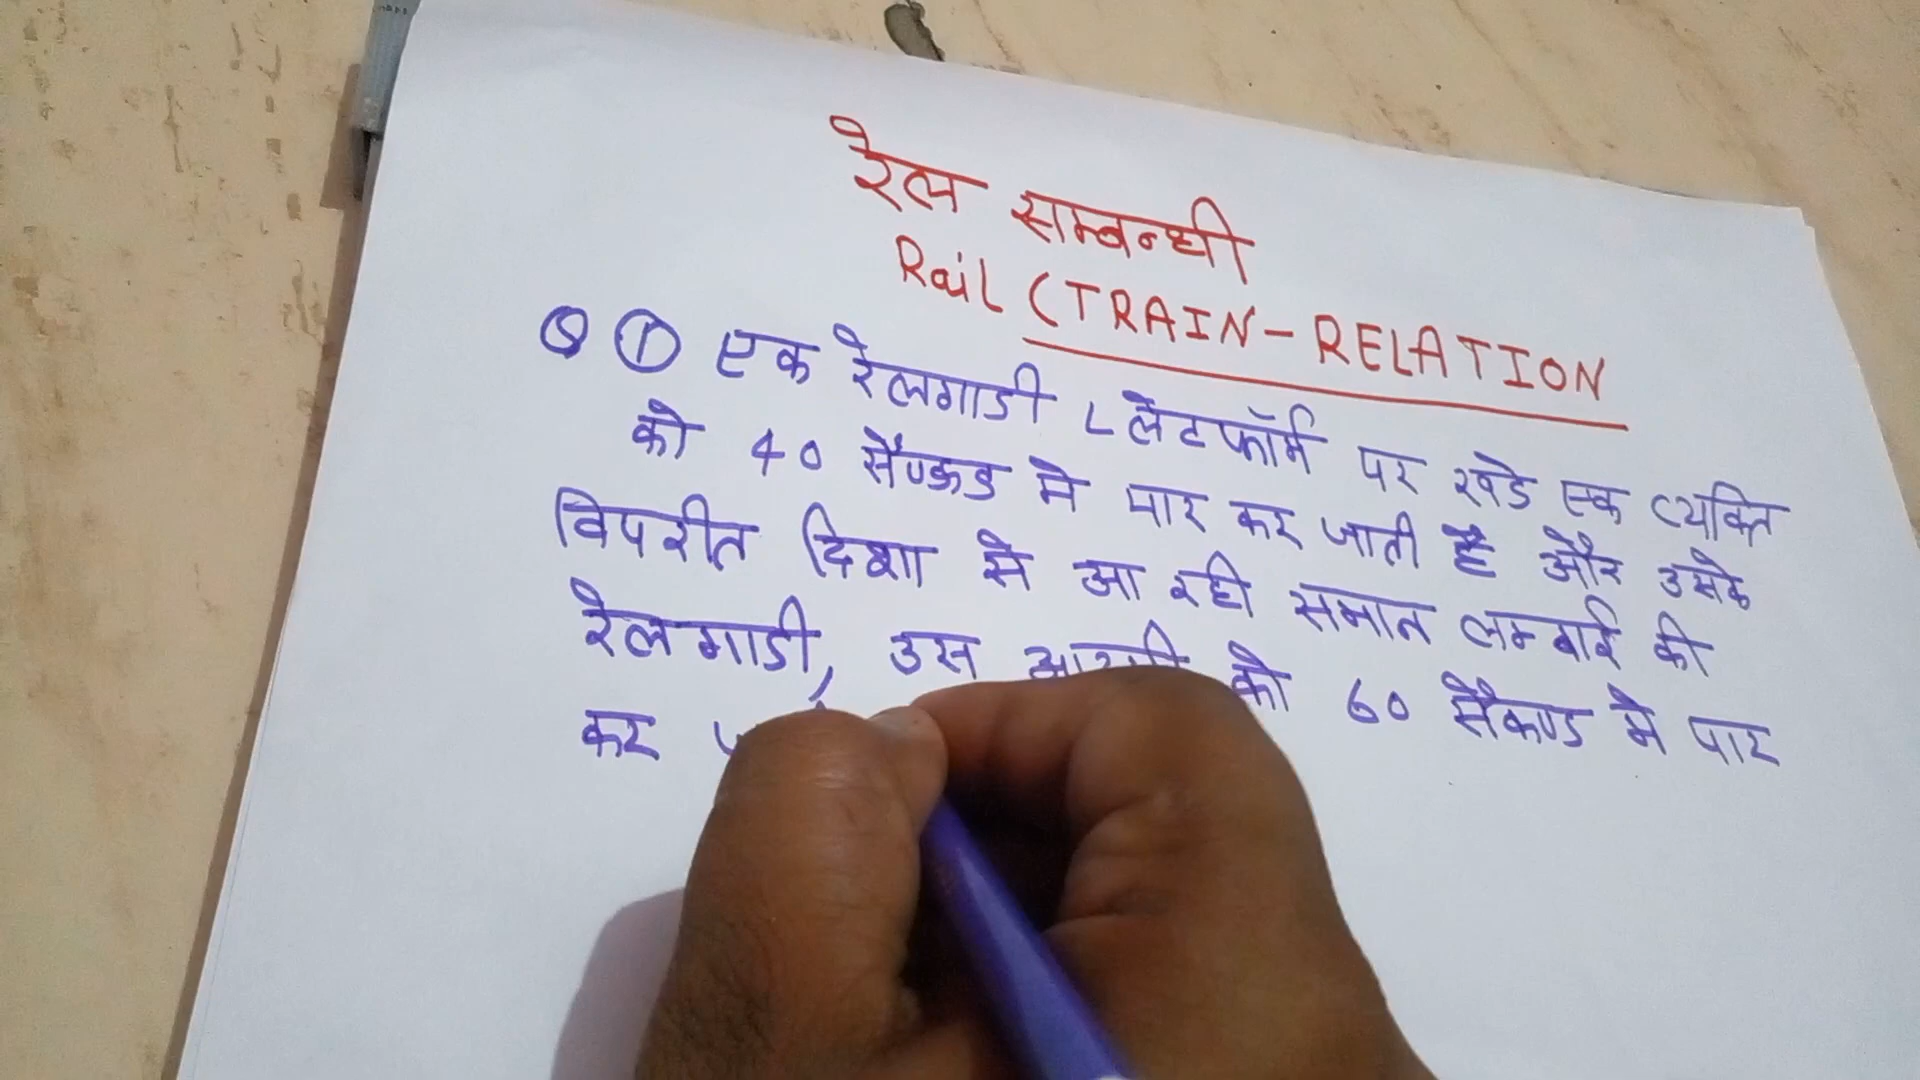 रेल सम्बन्धी
Rail (TRAIN-RELATION
Q ① एक रेलगाडी प्लेटफॉर्म पर खडे एक व्यक्ति
को 40 सैण्कड मे पार कर जाती है और उसके
विपरीत दिशा से आ रही समान लम्बाई की
रेलगाडी, उस को 60 सैकण्ड मे पार
कर